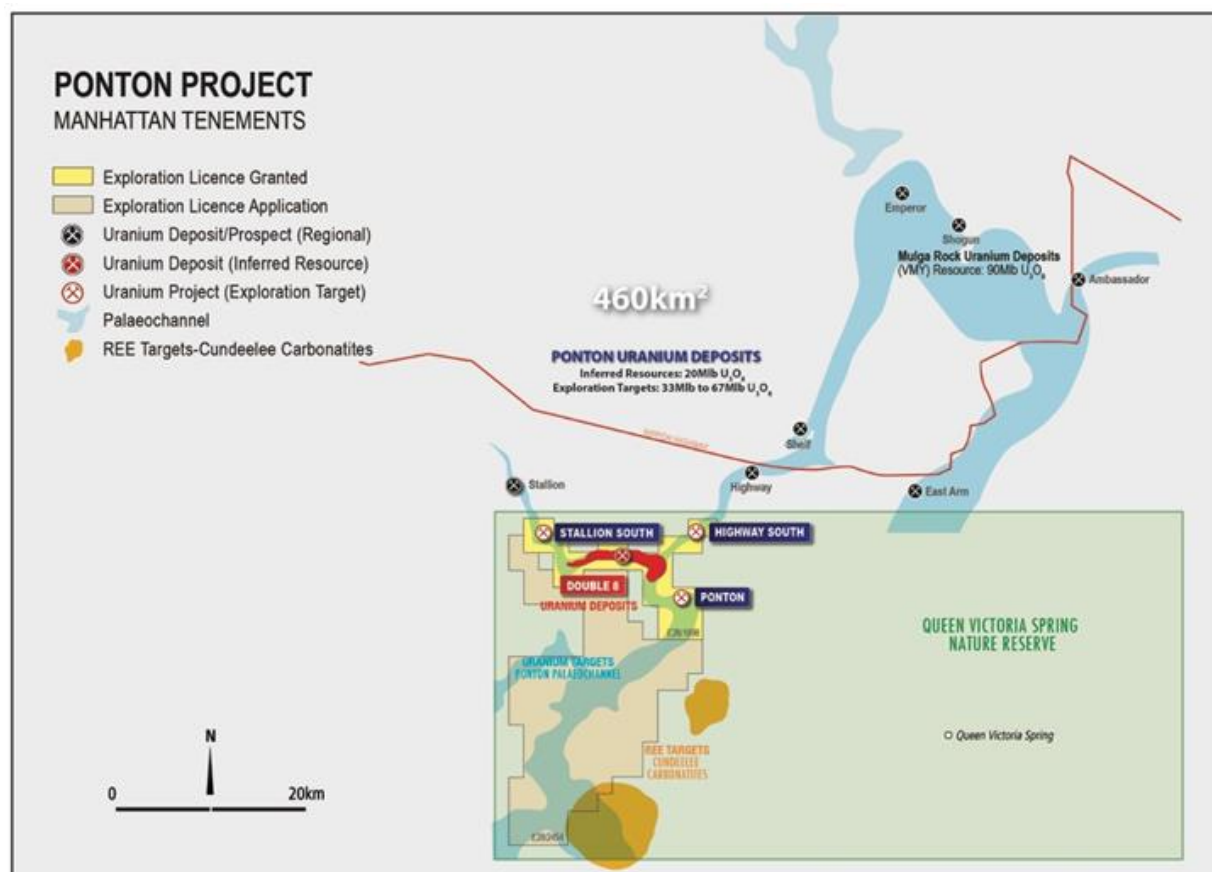 PONTON PROJECT
MANHATTAN TENEMENTS
Exploration Licence Granted
Exploration Licence Application
Uranium Deposit/Prospect (Regional)
Uranium Deposit (Inferred Resource)
Uranium Project (Exploration Target)
Palaeochannel
REE Targets-Cundeelee Carbonatites
Emperor
Shogun
Mulga Rock Uranium Deposits
(VMY) Resource: 90Mlb U₃O₈
Ambassador
460km²
PONTON URANIUM DEPOSITS
Inferred Resources: 20Mlb U₃O₈
Exploration Targets: 33Mlb to 67Mlb U₃O₈
Shelf
Highway
East Arm
Stallion
STALLION SOUTH
HIGHWAY SOUTH
DOUBLE 8
URANIUM DEPOSITS
PONTON
URANIUM TARGETS
PONTON PALAEOCHANNEL
QUEEN VICTORIA SPRING
NATURE RESERVE
Queen Victoria Spring
REE TARGETS
CUNDEELEE
CARBONATITES
N
0 20km